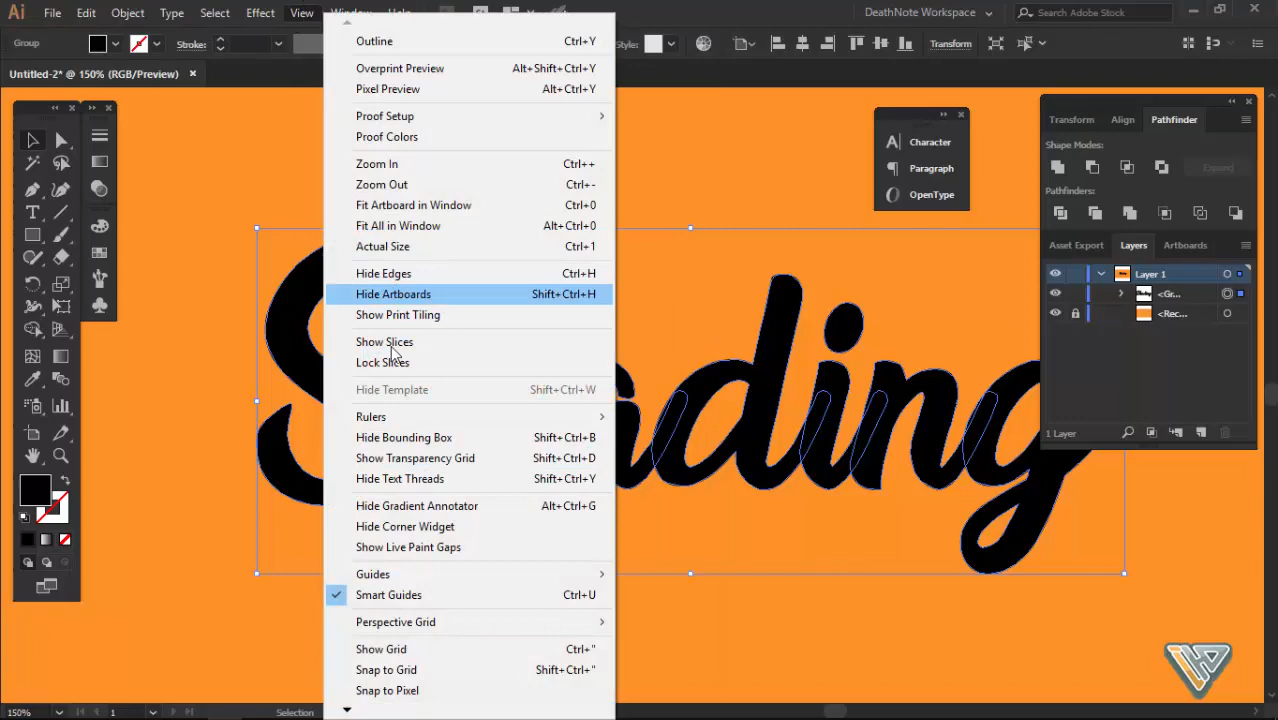 Ai File Edit Object Type Select Effect View Window Help St DeathNote Workspace Search Adobe Stock
Group Stroke: Style: Transform
Untitled-2* @ 150% (RGB/Preview)
Outline Ctrl+Y
Overprint Preview Alt+Shift+Ctrl+Y
Pixel Preview Alt+Ctrl+Y
Proof Setup
Proof Colors
Zoom In Ctrl++
Zoom Out Ctrl+-
Fit Artboard in Window Ctrl+0
Fit All in Window Alt+Ctrl+0
Actual Size Ctrl+1
Hide Edges Ctrl+H
Hide Artboards Shift+Ctrl+H
Show Print Tiling
Show Slices
Lock Slices
Hide Template Shift+Ctrl+W
Rulers
Hide Bounding Box Shift+Ctrl+B
Show Transparency Grid Shift+Ctrl+D
Hide Text Threads Shift+Ctrl+Y
Hide Gradient Annotator Alt+Ctrl+G
Hide Corner Widget
Show Live Paint Gaps
Guides
Smart Guides Ctrl+U
Perspective Grid
Show Grid Ctrl+"
Snap to Grid Shift+Ctrl+"
Snap to Pixel
Character
Paragraph
OpenType
Transform Align Pathfinder
Shape Modes:
Expand
Pathfinders:
Asset Export Layers Artboards
Layer 1
<Gr...
<Rec...
1 Layer
150% 1 Selection